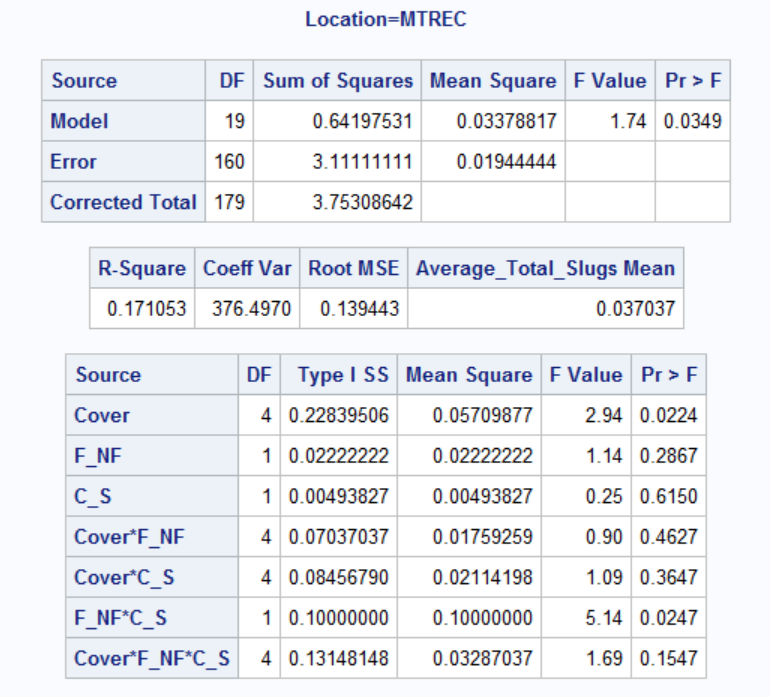 Location=MTREC
Source DF Sum of Squares Mean Square F Value Pr > F
Model 19 0.64197531 0.03378817 1.74 0.0349
Error 160 3.11111111 0.01944444
Corrected Total 179 3.75308642
R-Square Coeff Var Root MSE Average_Total_Slugs Mean
0.171053 376.4970 0.139443 0.037037
Source DF Type I SS Mean Square F Value Pr > F
Cover 4 0.22839506 0.05709877 2.94 0.0224
F_NF 1 0.02222222 0.02222222 1.14 0.2867
C_S 1 0.00493827 0.00493827 0.25 0.6150
Cover*F_NF 4 0.07037037 0.01759259 0.90 0.4627
Cover*C_S 4 0.08456790 0.02114198 1.09 0.3647
F_NF*C_S 1 0.10000000 0.10000000 5.14 0.0247
Cover*F_NF*C_S 4 0.13148148 0.03287037 1.69 0.1547